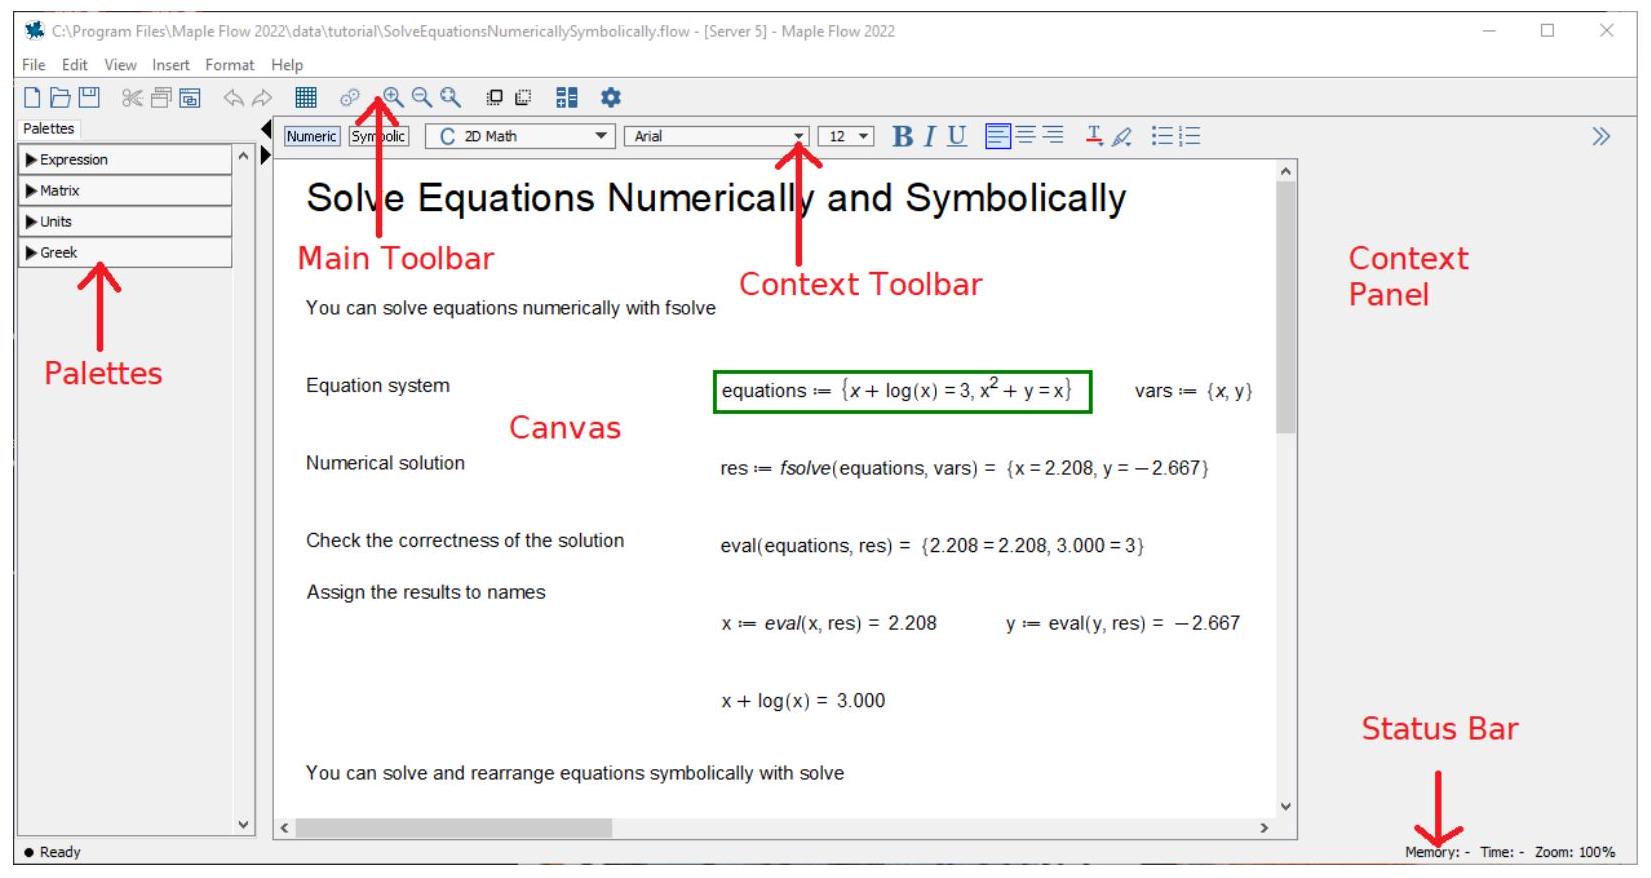 C:\Program Files\Maple Flow 2022\data\tutorial\SolveEquationsNumericallySymbolically.flow - [Server 5] - Maple Flow 2022
File Edit View Insert Format Help
Palettes
Numeric Symbolic C 2D Math Arial 12 B I U T
Expression
Matrix
Units
Greek
Palettes
Solve Equations Numerically and Symbolically
Main Toolbar
Context Toolbar
Context
Panel
You can solve equations numerically with fsolve
Equation system equations := {x + log(x) = 3, x² + y = x} vars := {x, y}
Canvas
Numerical solution res := fsolve(equations, vars) = {x = 2.208, y = −2.667}
Check the correctness of the solution eval(equations, res) = {2.208 = 2.208, 3.000 = 3}
Assign the results to names
x := eval(x, res) = 2.208 y := eval(y, res) = −2.667
x + log(x) = 3.000
You can solve and rearrange equations symbolically with solve
Status Bar
Ready Memory: - Time: - Zoom: 100%